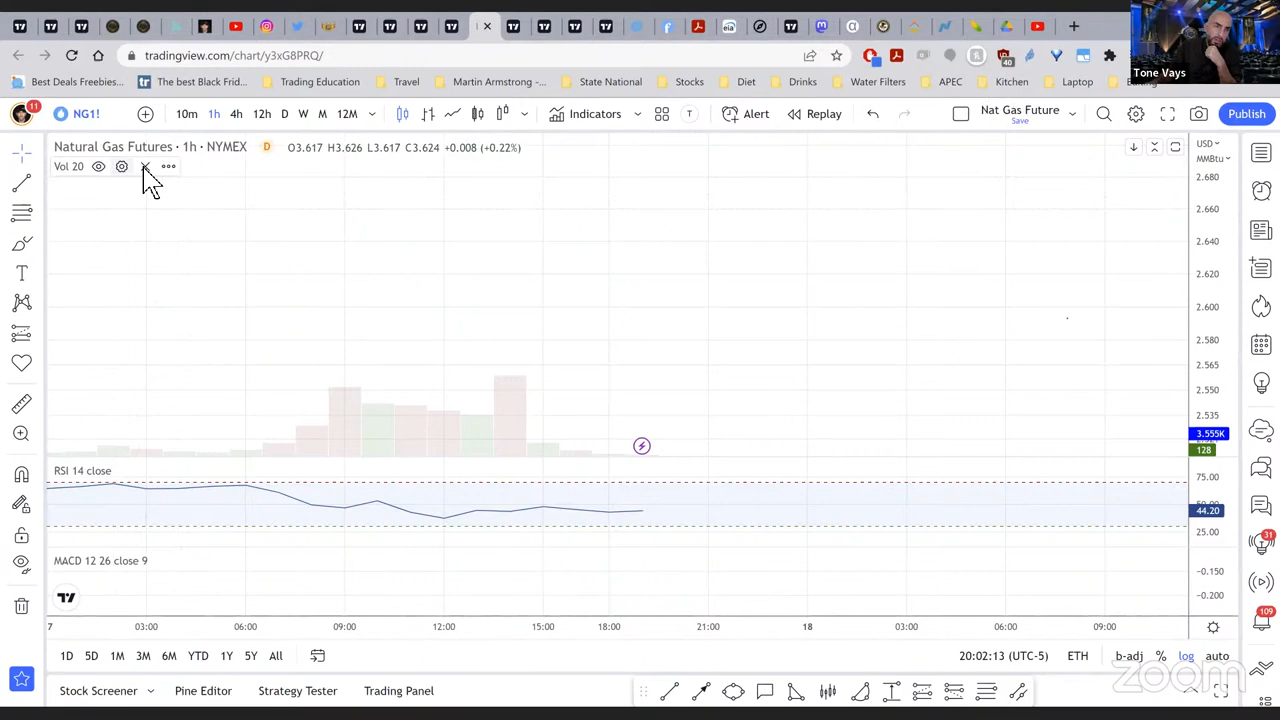 tradingview.com/chart/y3xG8PRQ/
40
Tone Vays
Best Deals Freebies...
The best Black Frid...
Trading Education
Travel
Martin Armstrong -...
State National
Stocks
Diet
Drinks
Water Filters
APEC
Kitchen
Laptop
11
NG1!
10m
1h
4h
12h
D
W
M
12M
Indicators
Alert
Replay
Nat Gas Future
Save
Publish
Natural Gas Futures · 1h · NYMEX
D
O3.617 H3.626 L3.617 C3.624 +0.008 (+0.22%)
USD
MMBtu
Vol 20
2.680
2.660
2.640
2.620
2.600
2.580
2.565
2.550
2.535
3.555K
128
RSI 14 close
75.00
44.20
25.00
MACD 12 26 close 9
−0.150
−0.200
31
109
7
03:00
06:00
09:00
12:00
15:00
18:00
21:00
18
03:00
06:00
09:00
1D
5D
1M
3M
6M
YTD
1Y
5Y
All
20:02:13 (UTC-5)
ETH
b-adj
%
log
auto
zoom
Stock Screener
Pine Editor
Strategy Tester
Trading Panel